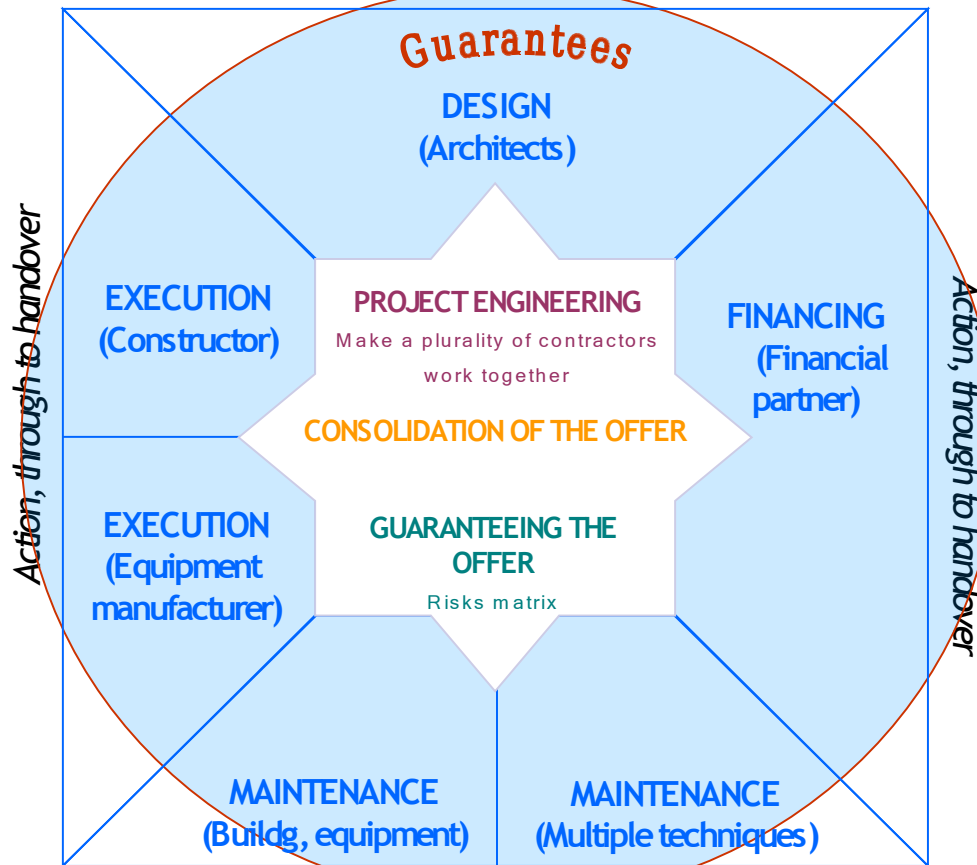 Guarantees
DESIGN
(Architects)
Action, through to handover
EXECUTION
(Constructor)
PROJECT ENGINEERING
Make a plurality of contractors
work together
FINANCING
(Financial
partner)
Action, through to handover
CONSOLIDATION OF THE OFFER
EXECUTION
(Equipment
manufacturer)
GUARANTEEING THE
OFFER
Risks matrix
MAINTENANCE
(Buildg, equipment)
MAINTENANCE
(Multiple techniques)